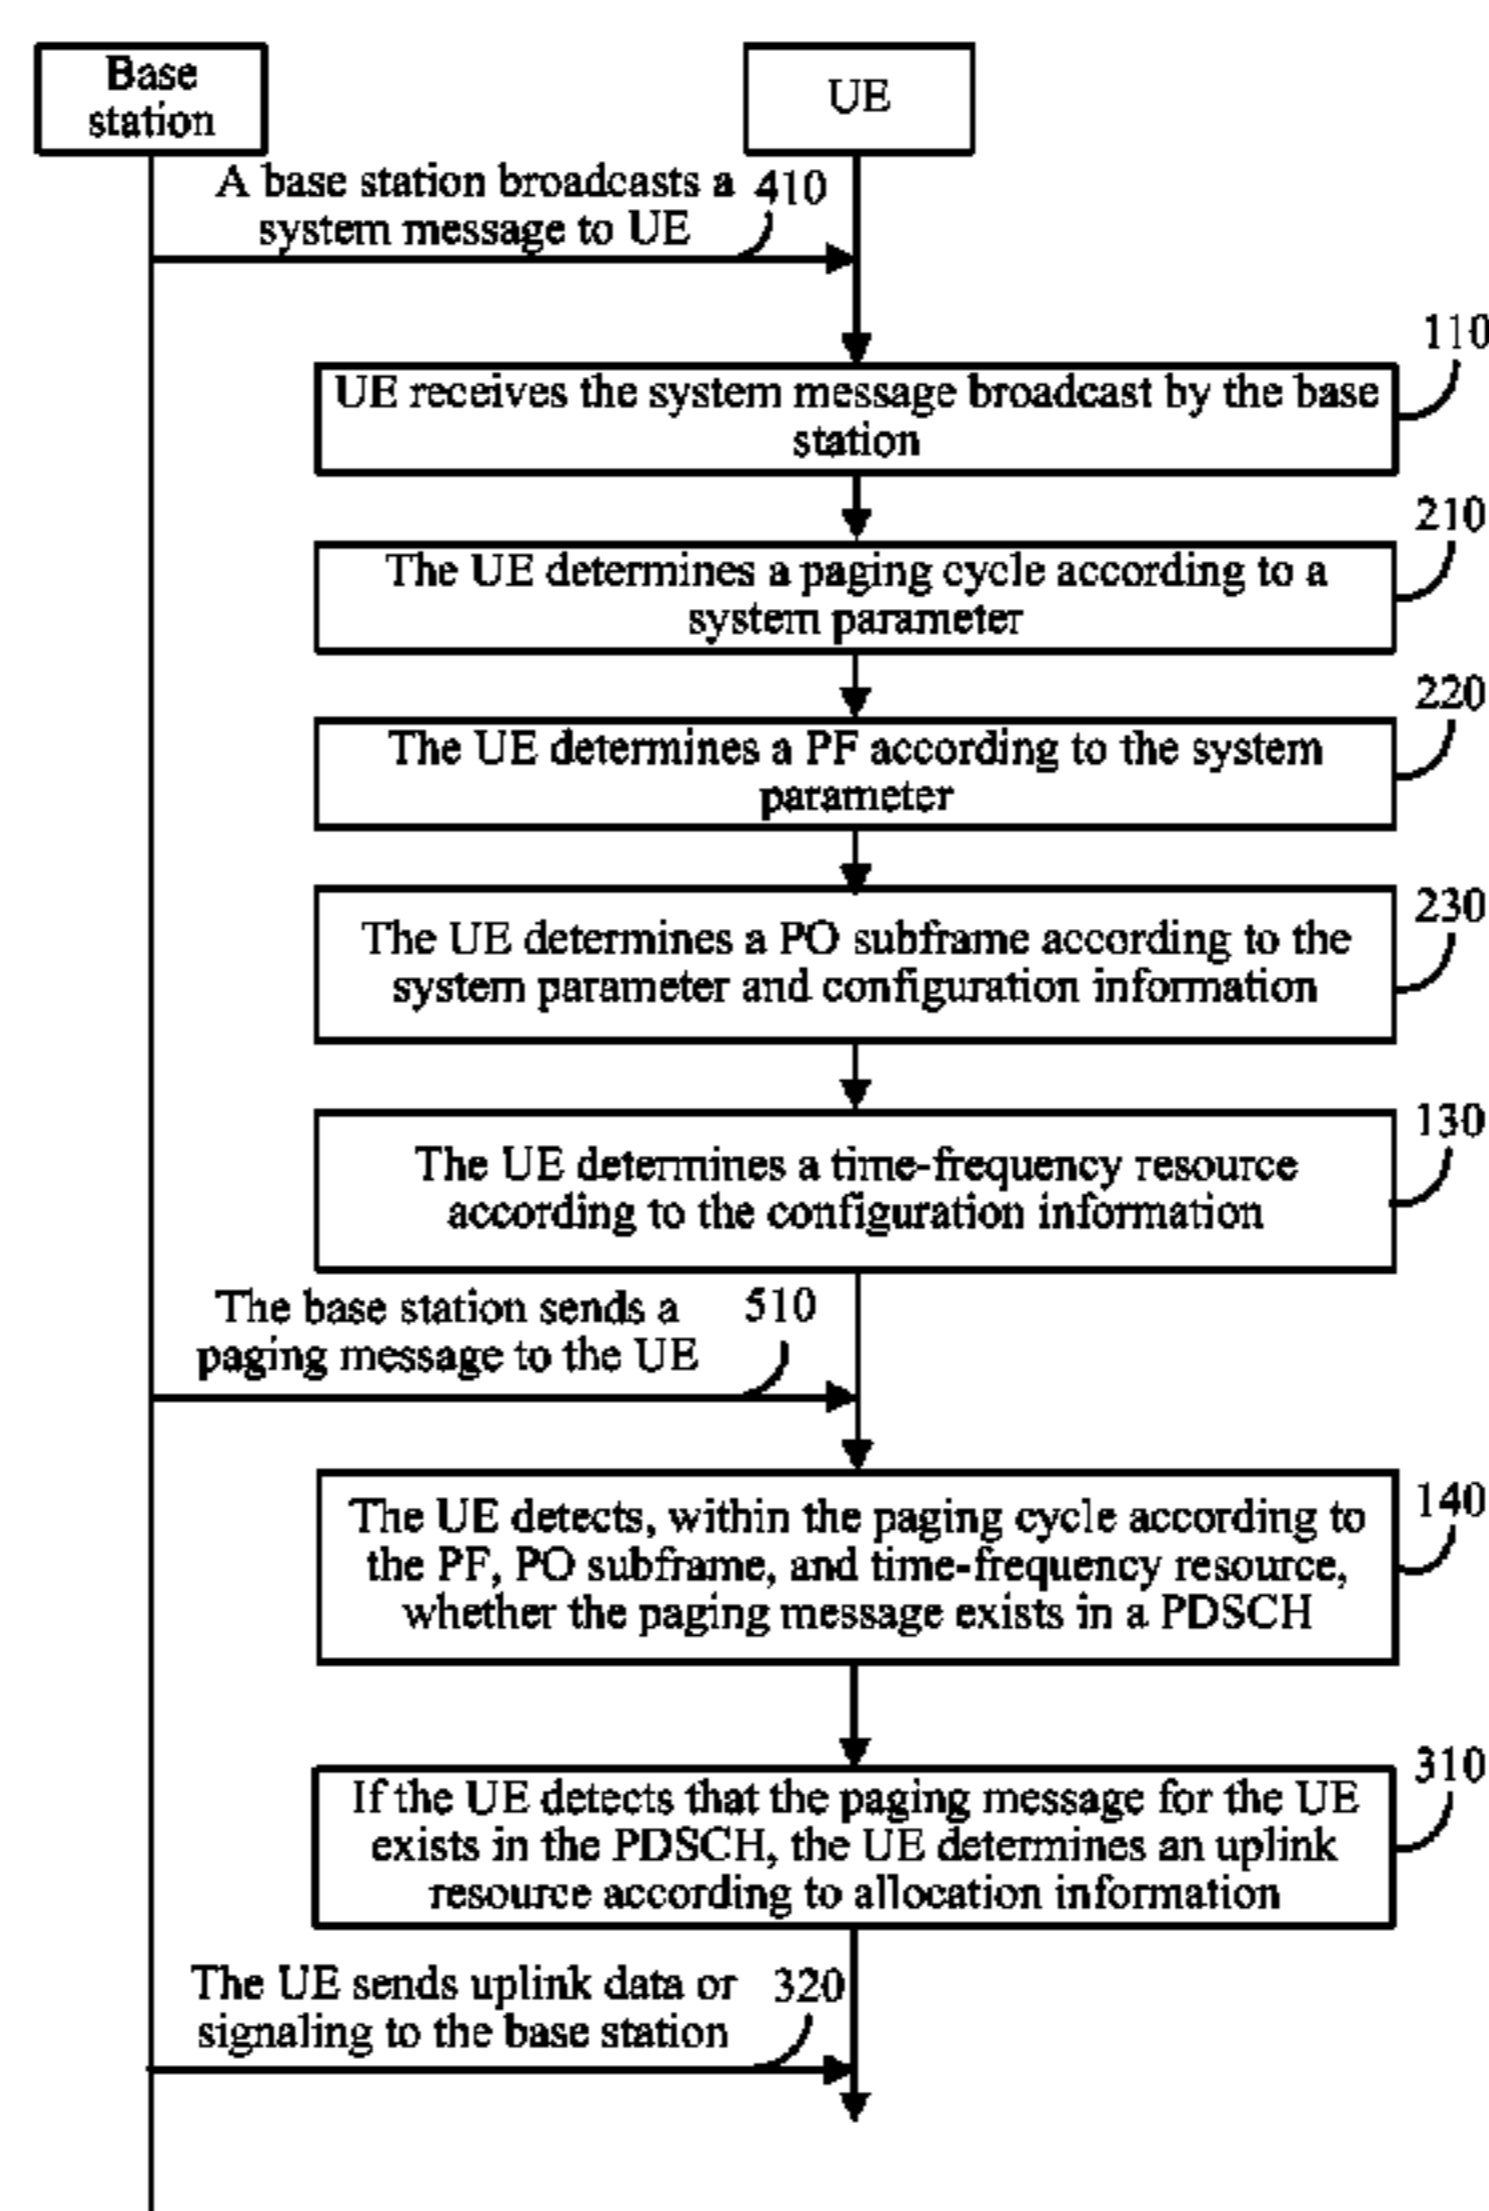 Base
station
UE
A base station broadcasts a
system message to UE
410
110
UE receives the system message broadcast by the base
station
210
The UE determines a paging cycle according to a
system parameter
220
The UE determines a PF according to the system
parameter
230
The UE determines a PO subframe according to the
system parameter and configuration information
130
The UE determines a time-frequency resource
according to the configuration information
The base station sends a
paging message to the UE
510
140
The UE detects, within the paging cycle according to
the PF, PO subframe, and time-frequency resource,
whether the paging message exists in a PDSCH
310
If the UE detects that the paging message for the UE
exists in the PDSCH, the UE determines an uplink
resource according to allocation information
The UE sends uplink data or
signaling to the base station
320